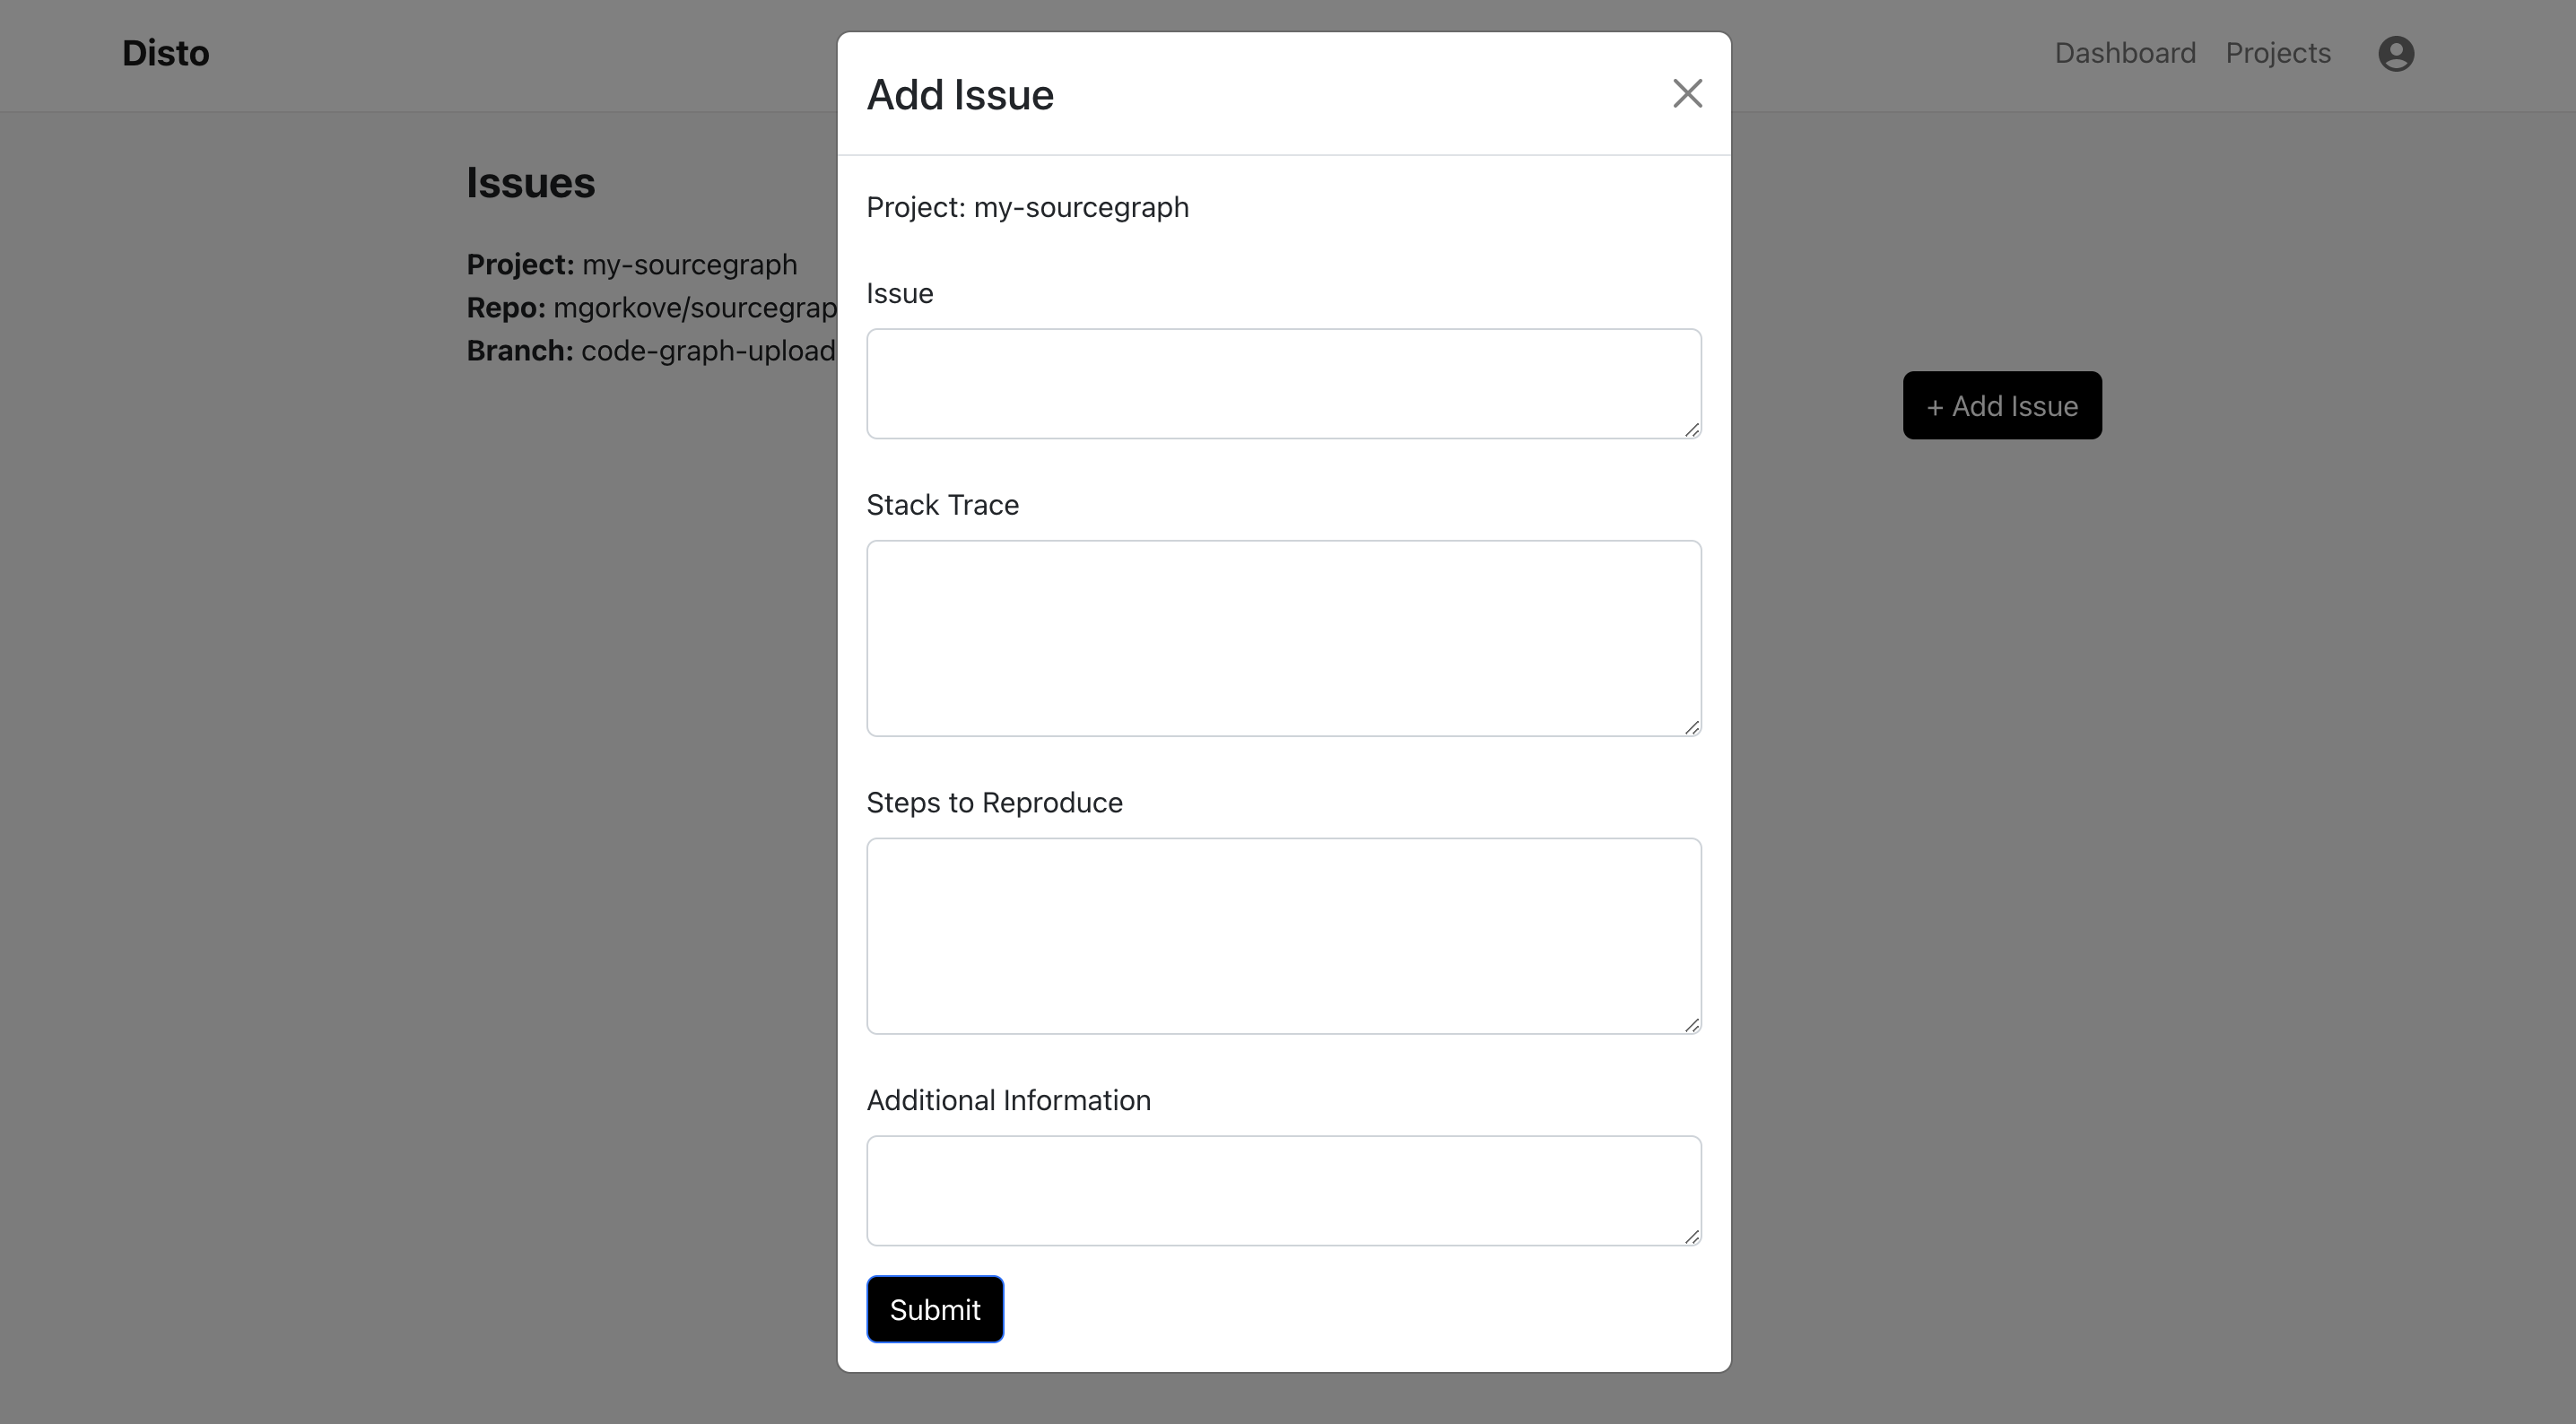 Disto
Dashboard Projects
Issues
Project: my-sourcegraph
Repo: mgorkove/sourcegrap
Branch: code-graph-upload
+ Add Issue
Add Issue
Project: my-sourcegraph
Issue
Stack Trace
Steps to Reproduce
Additional Information
Submit